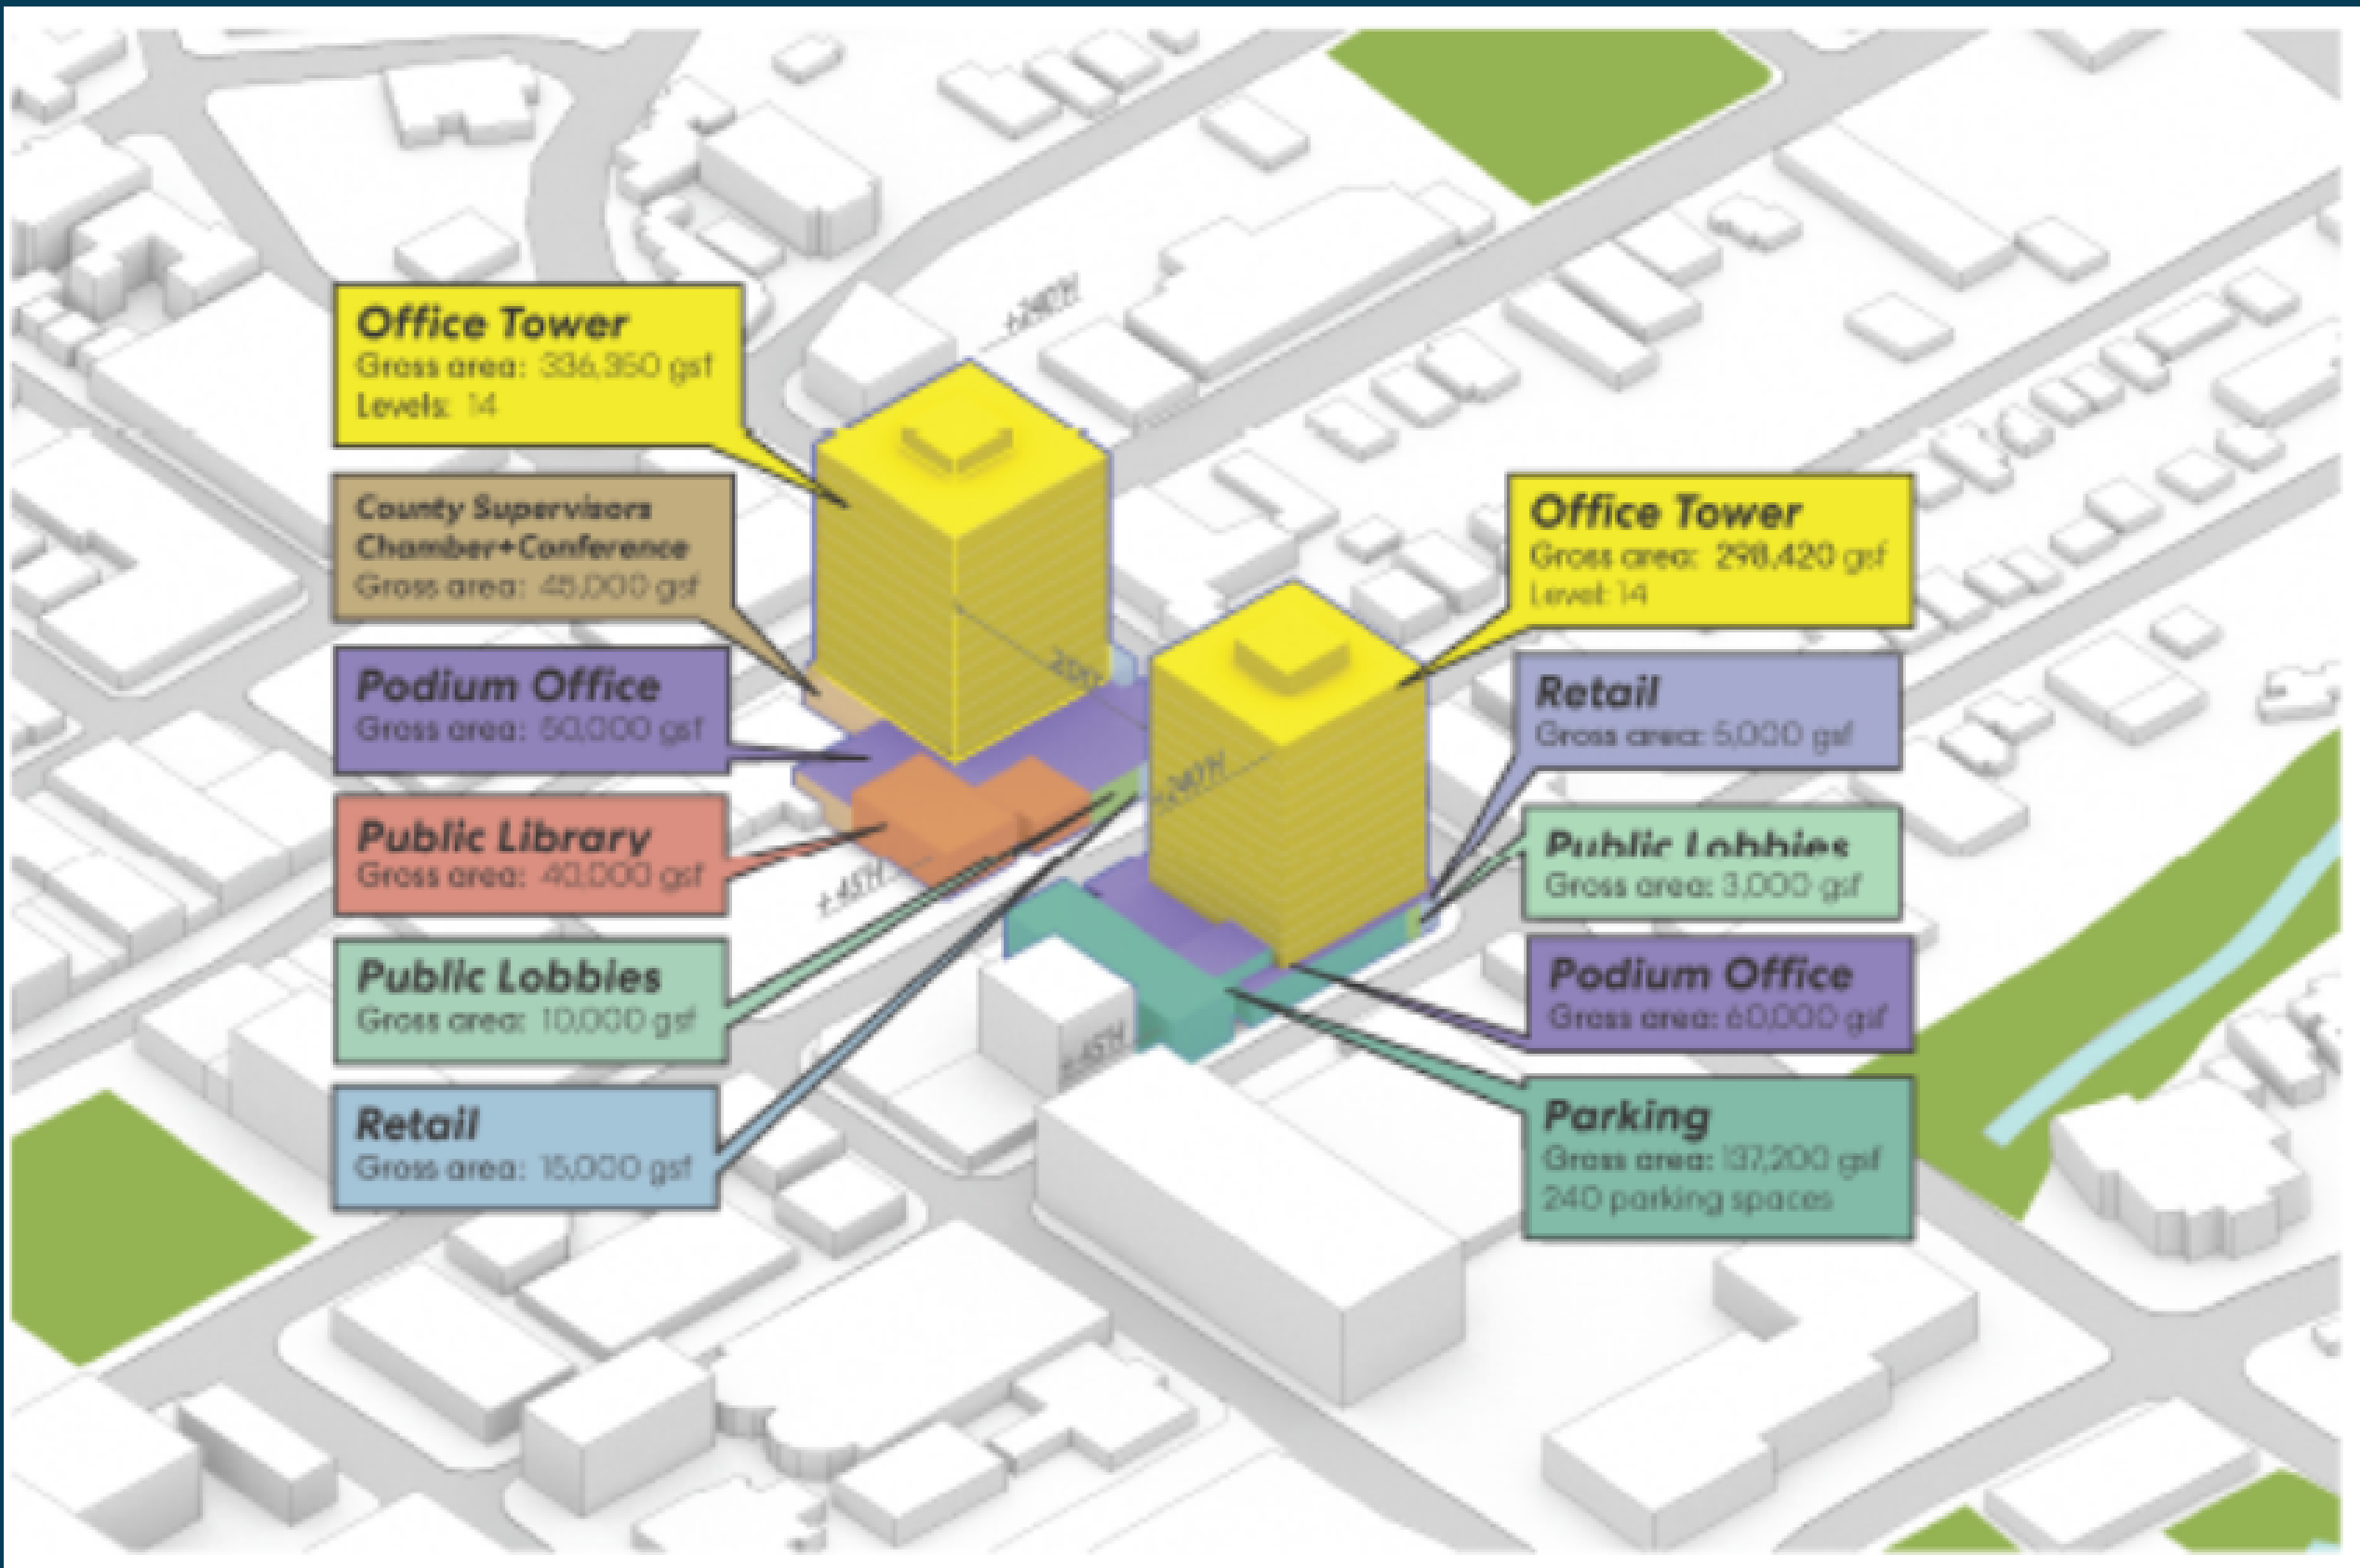 Office Tower
Gross area: 336,350 gsf
Levels: 14
County Supervisors
Chamber+Conference
Gross area: 45,000 gsf
Podium Office
Gross area: 50,000 gsf
Public Library
Gross area: 40,000 gsf
Public Lobbies
Gross area: 10,000 gsf
Retail
Gross area: 15,000 gsf
+240'H
+240'H
+45'H
+45'H
Office Tower
Gross area: 298,420 gsf
Level: 14
Retail
Gross area: 5,000 gsf
Public Lobbies
Gross area: 3,000 gsf
Podium Office
Gross area: 60,000 gsf
Parking
Gross area: 137,200 gsf
240 parking spaces